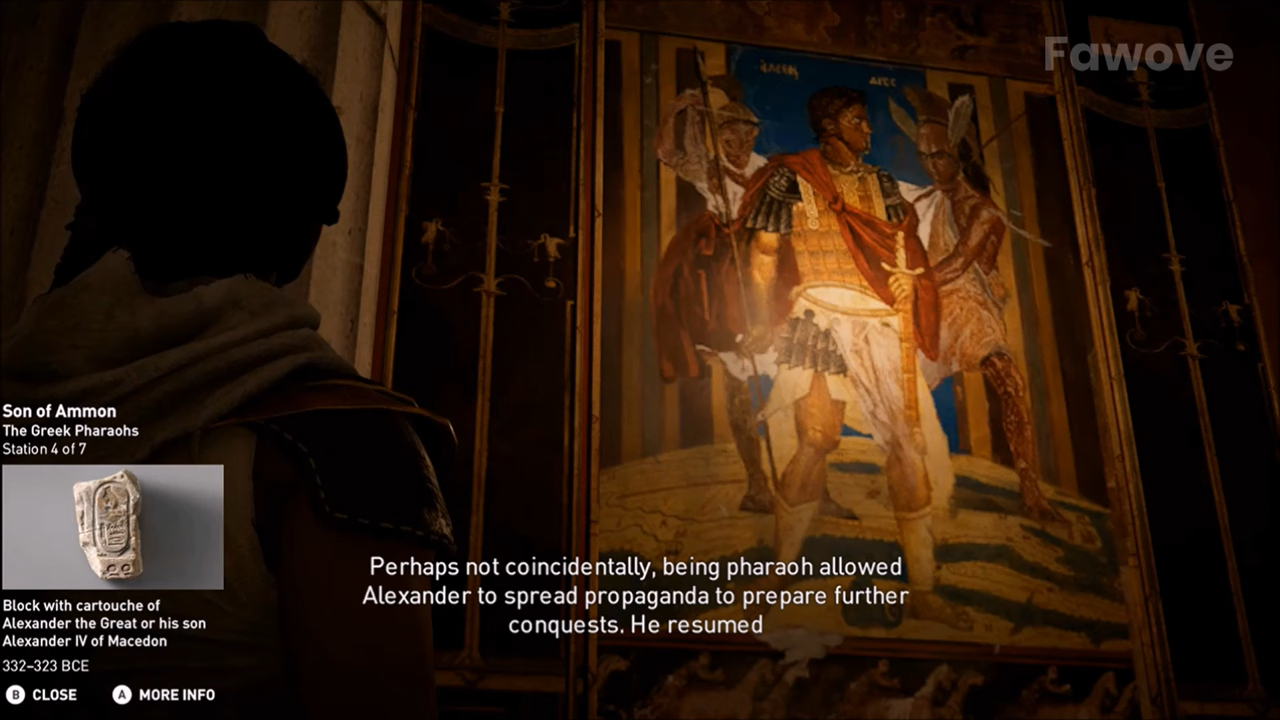 Fawove
Son of Ammon
The Greek Pharaohs
Station 4 of 7
Block with cartouche of
Alexander the Great or his son
Alexander IV of Macedon
332–323 BCE
B CLOSE
A MORE INFO
Perhaps not coincidentally, being pharaoh allowed
Alexander to spread propaganda to prepare further
conquests. He resumed